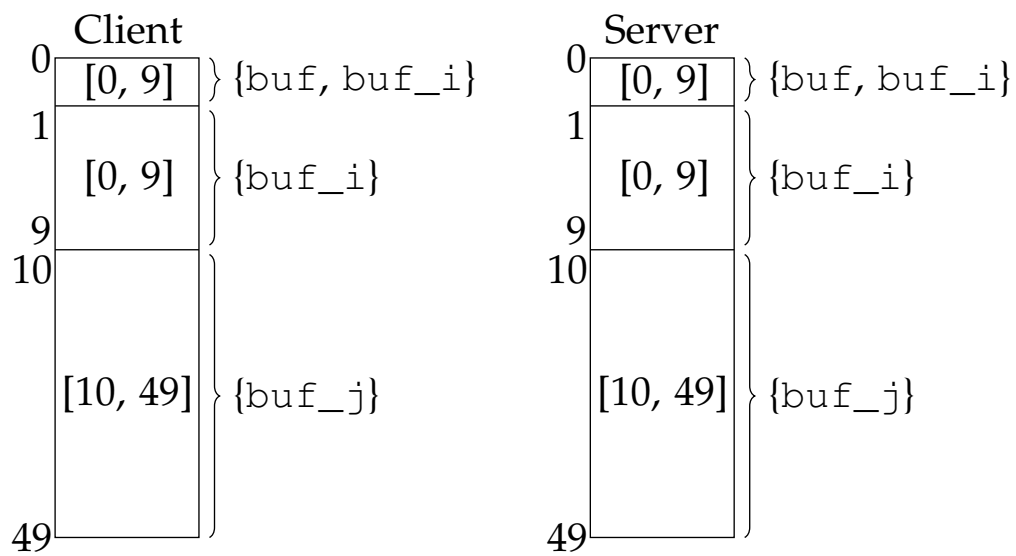 Client
0
[0, 9]
{buf, buf_i}
1
[0, 9]
{buf_i}
9
10
[10, 49]
{buf_j}
49
Server
0
[0, 9]
{buf, buf_i}
1
[0, 9]
{buf_i}
9
10
[10, 49]
{buf_j}
49